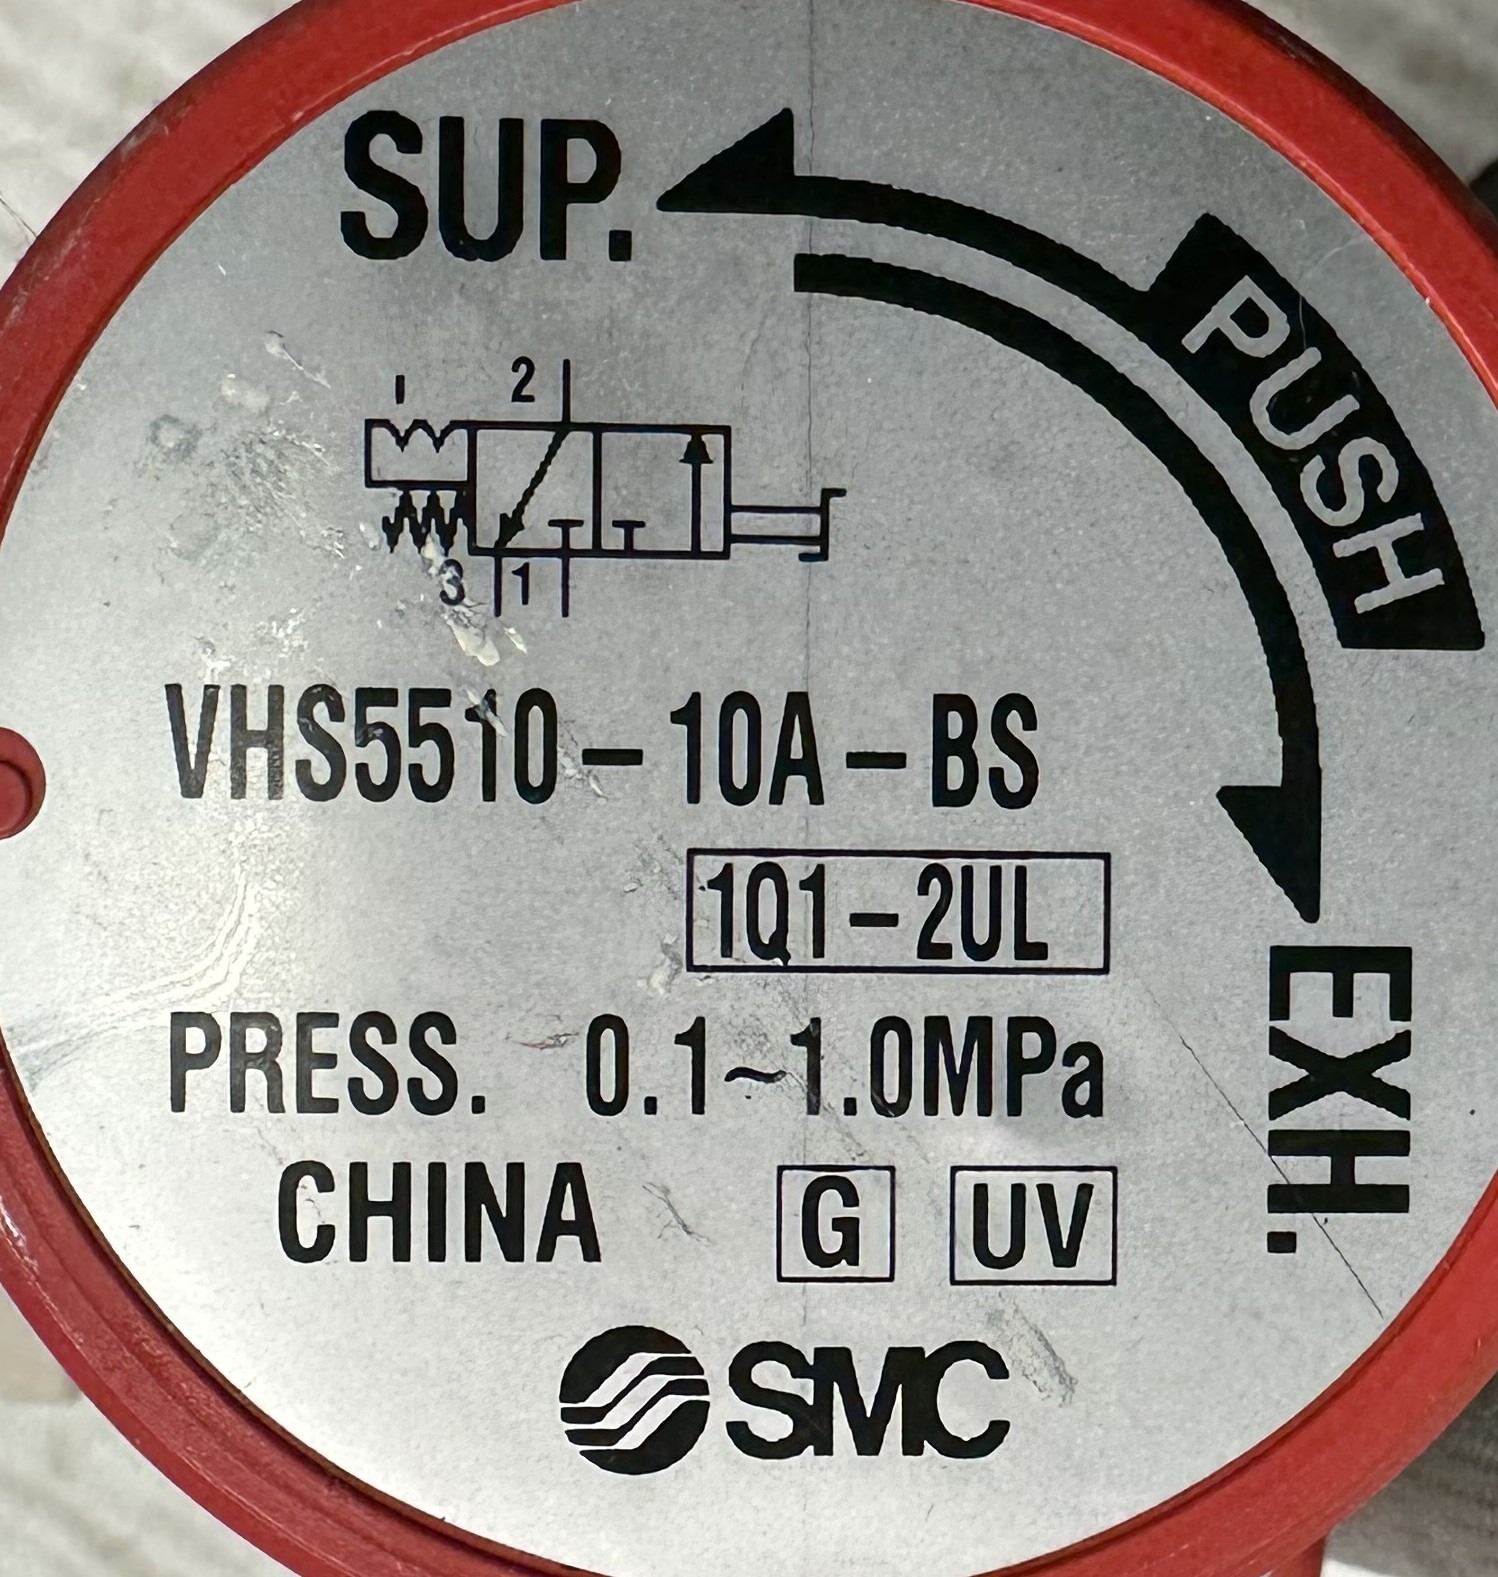 SUP.
PUSH
2
3 1
VHS5510-10A-BS
1Q1-2UL
PRESS. 0.1~1.0MPa
EXH.
CHINA G UV
SMC